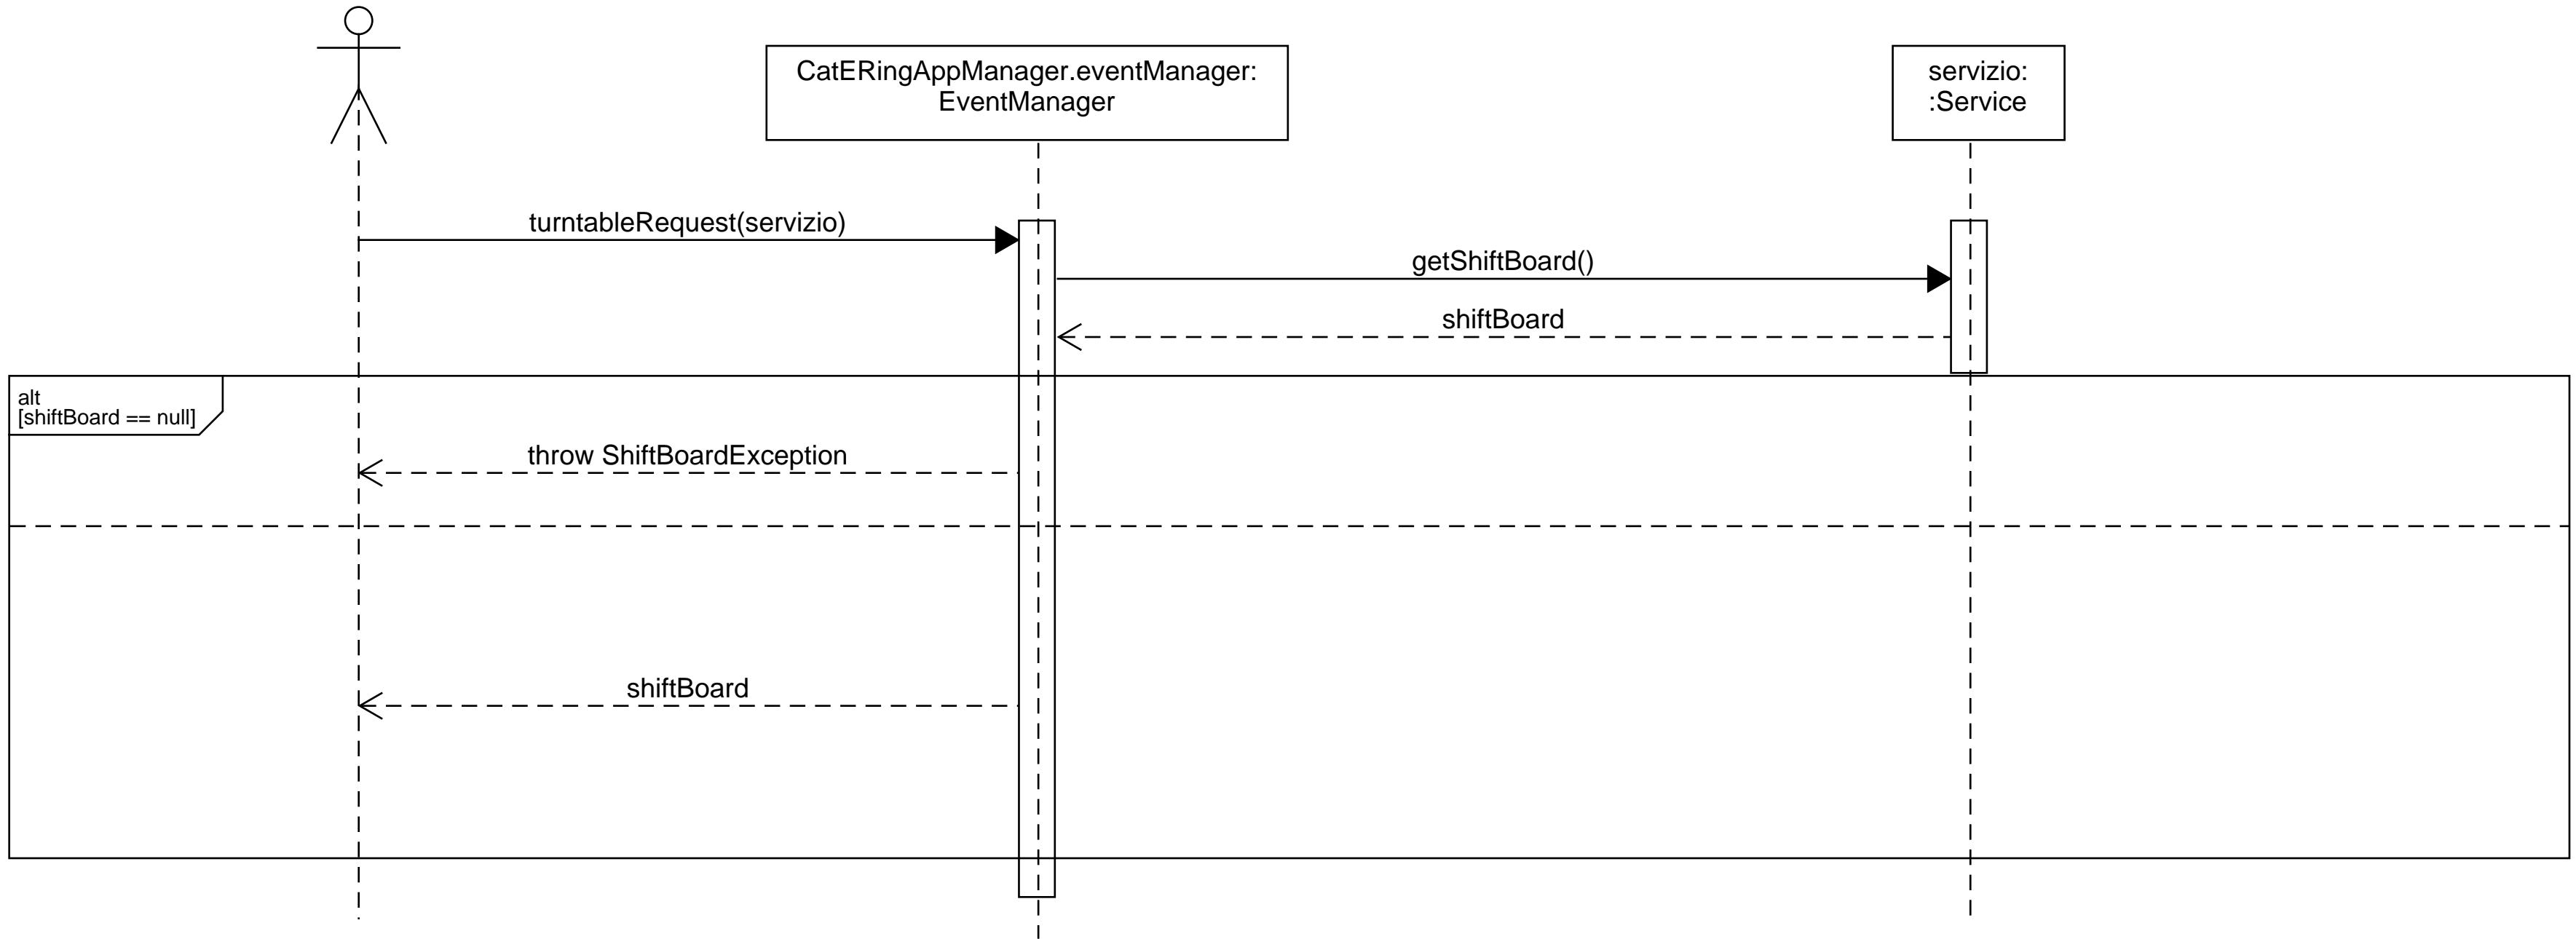 CatERingAppManager.eventManager:
EventManager
servizio:
:Service
turntableRequest(servizio)
getShiftBoard()
shiftBoard
alt
[shiftBoard == null]
throw ShiftBoardException
shiftBoard